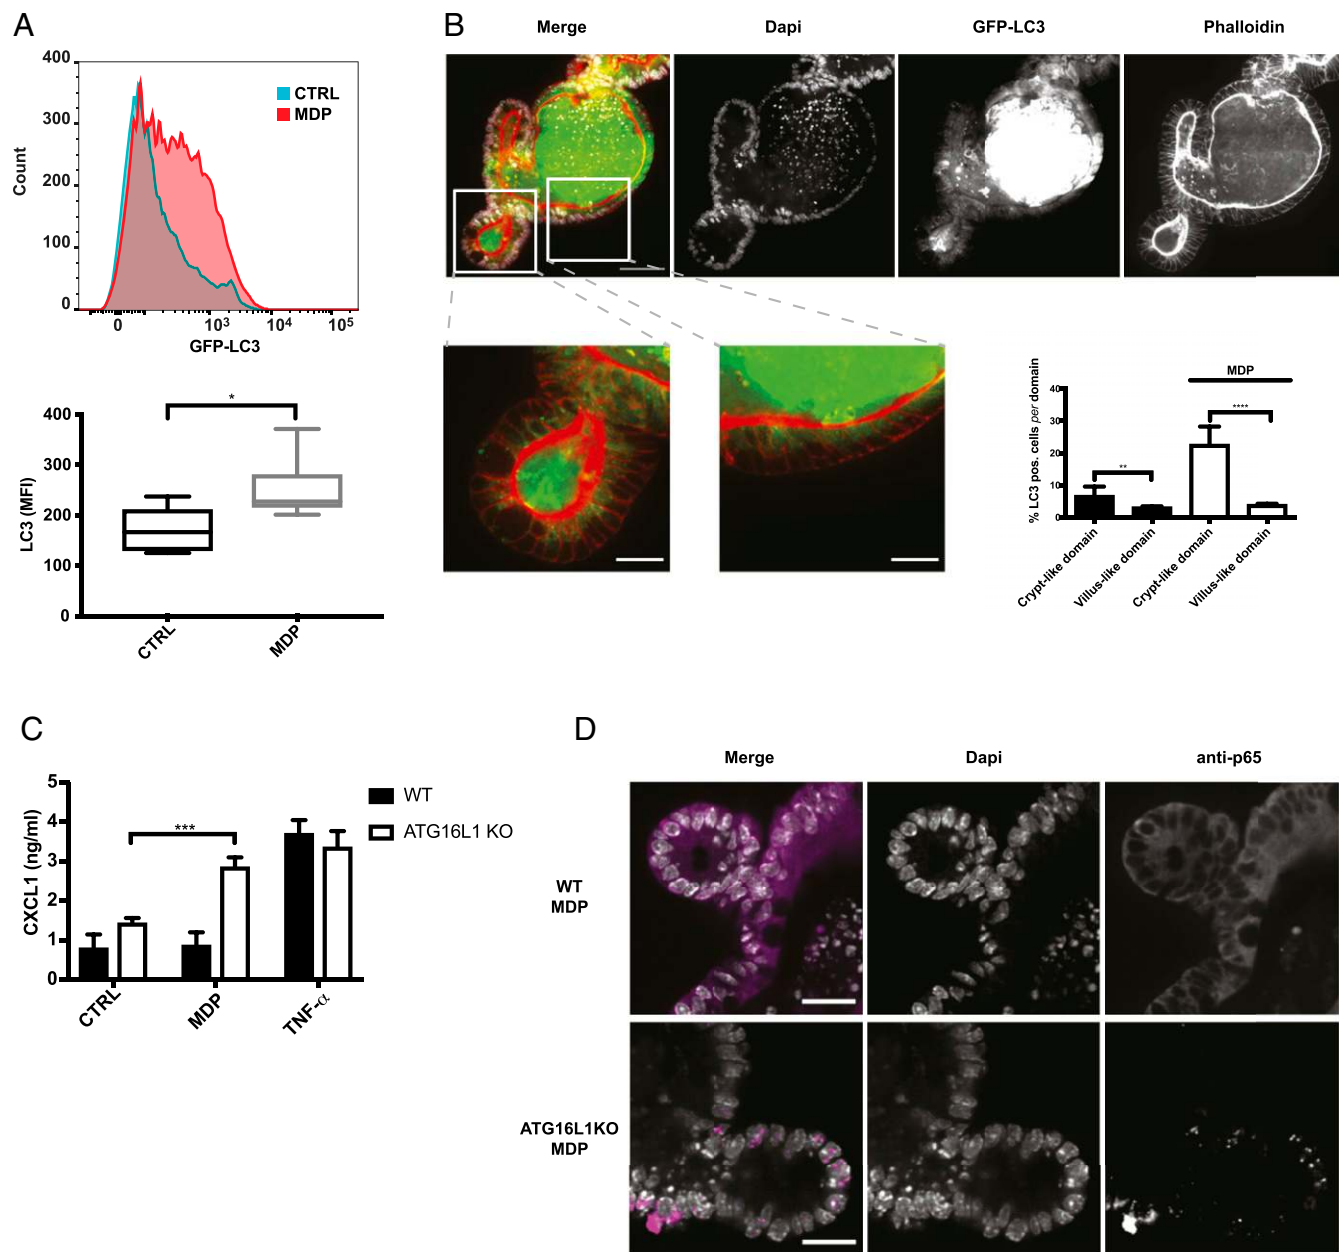 A
400
300
200
100
0
Count
CTRL
MDP
0
10³
10⁴
10⁵
GFP-LC3
400
300
200
100
0
LC3 (MFI)
*
CTRL
MDP
B
Merge
Dapi
GFP-LC3
Phalloidin
MDP
40
30
20
10
0
% LC3 pos. cells per domain
**
****
Crypt-like domain
Villus-like domain
Crypt-like domain
Villus-like domain
C
5
4
3
2
1
0
CXCL1 (ng/ml)
***
WT
ATG16L1 KO
CTRL
MDP
TNF-α
D
Merge
Dapi
anti-p65
WT
MDP
ATG16L1KO
MDP